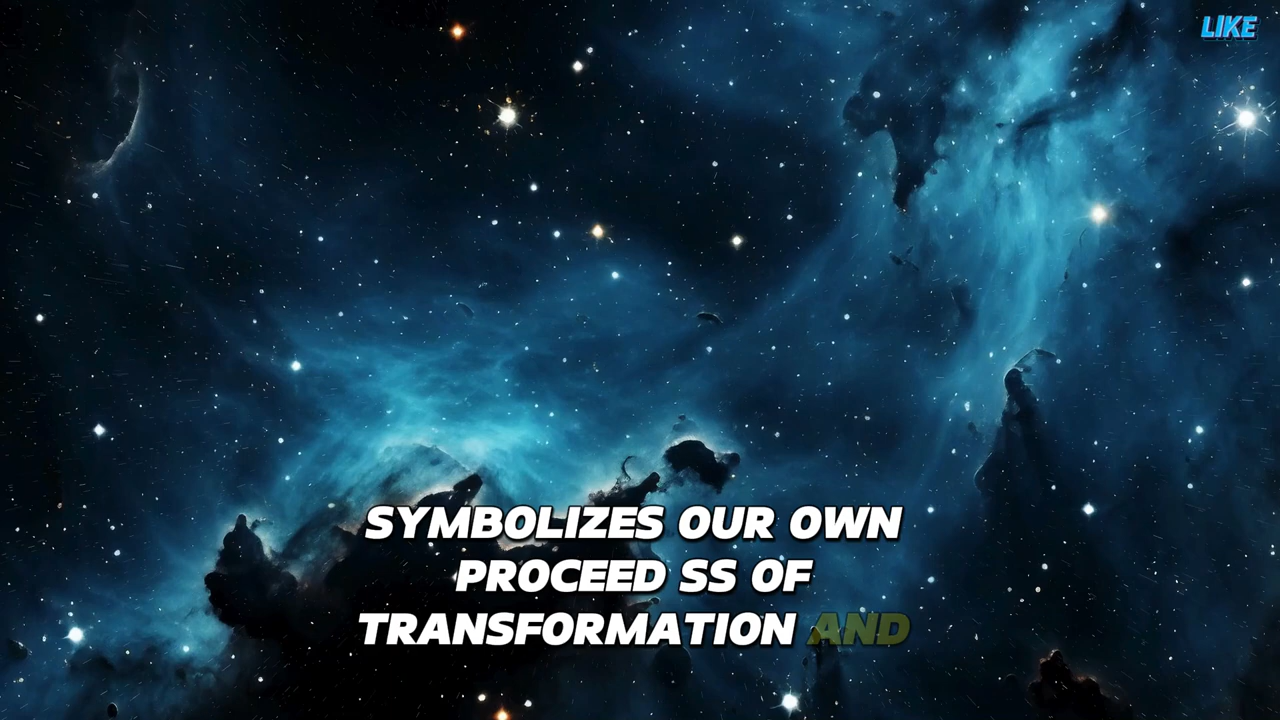 LIKE
SYMBOLIZES OUR OWN
PROCEED SS OF
TRANSFORMATION AND